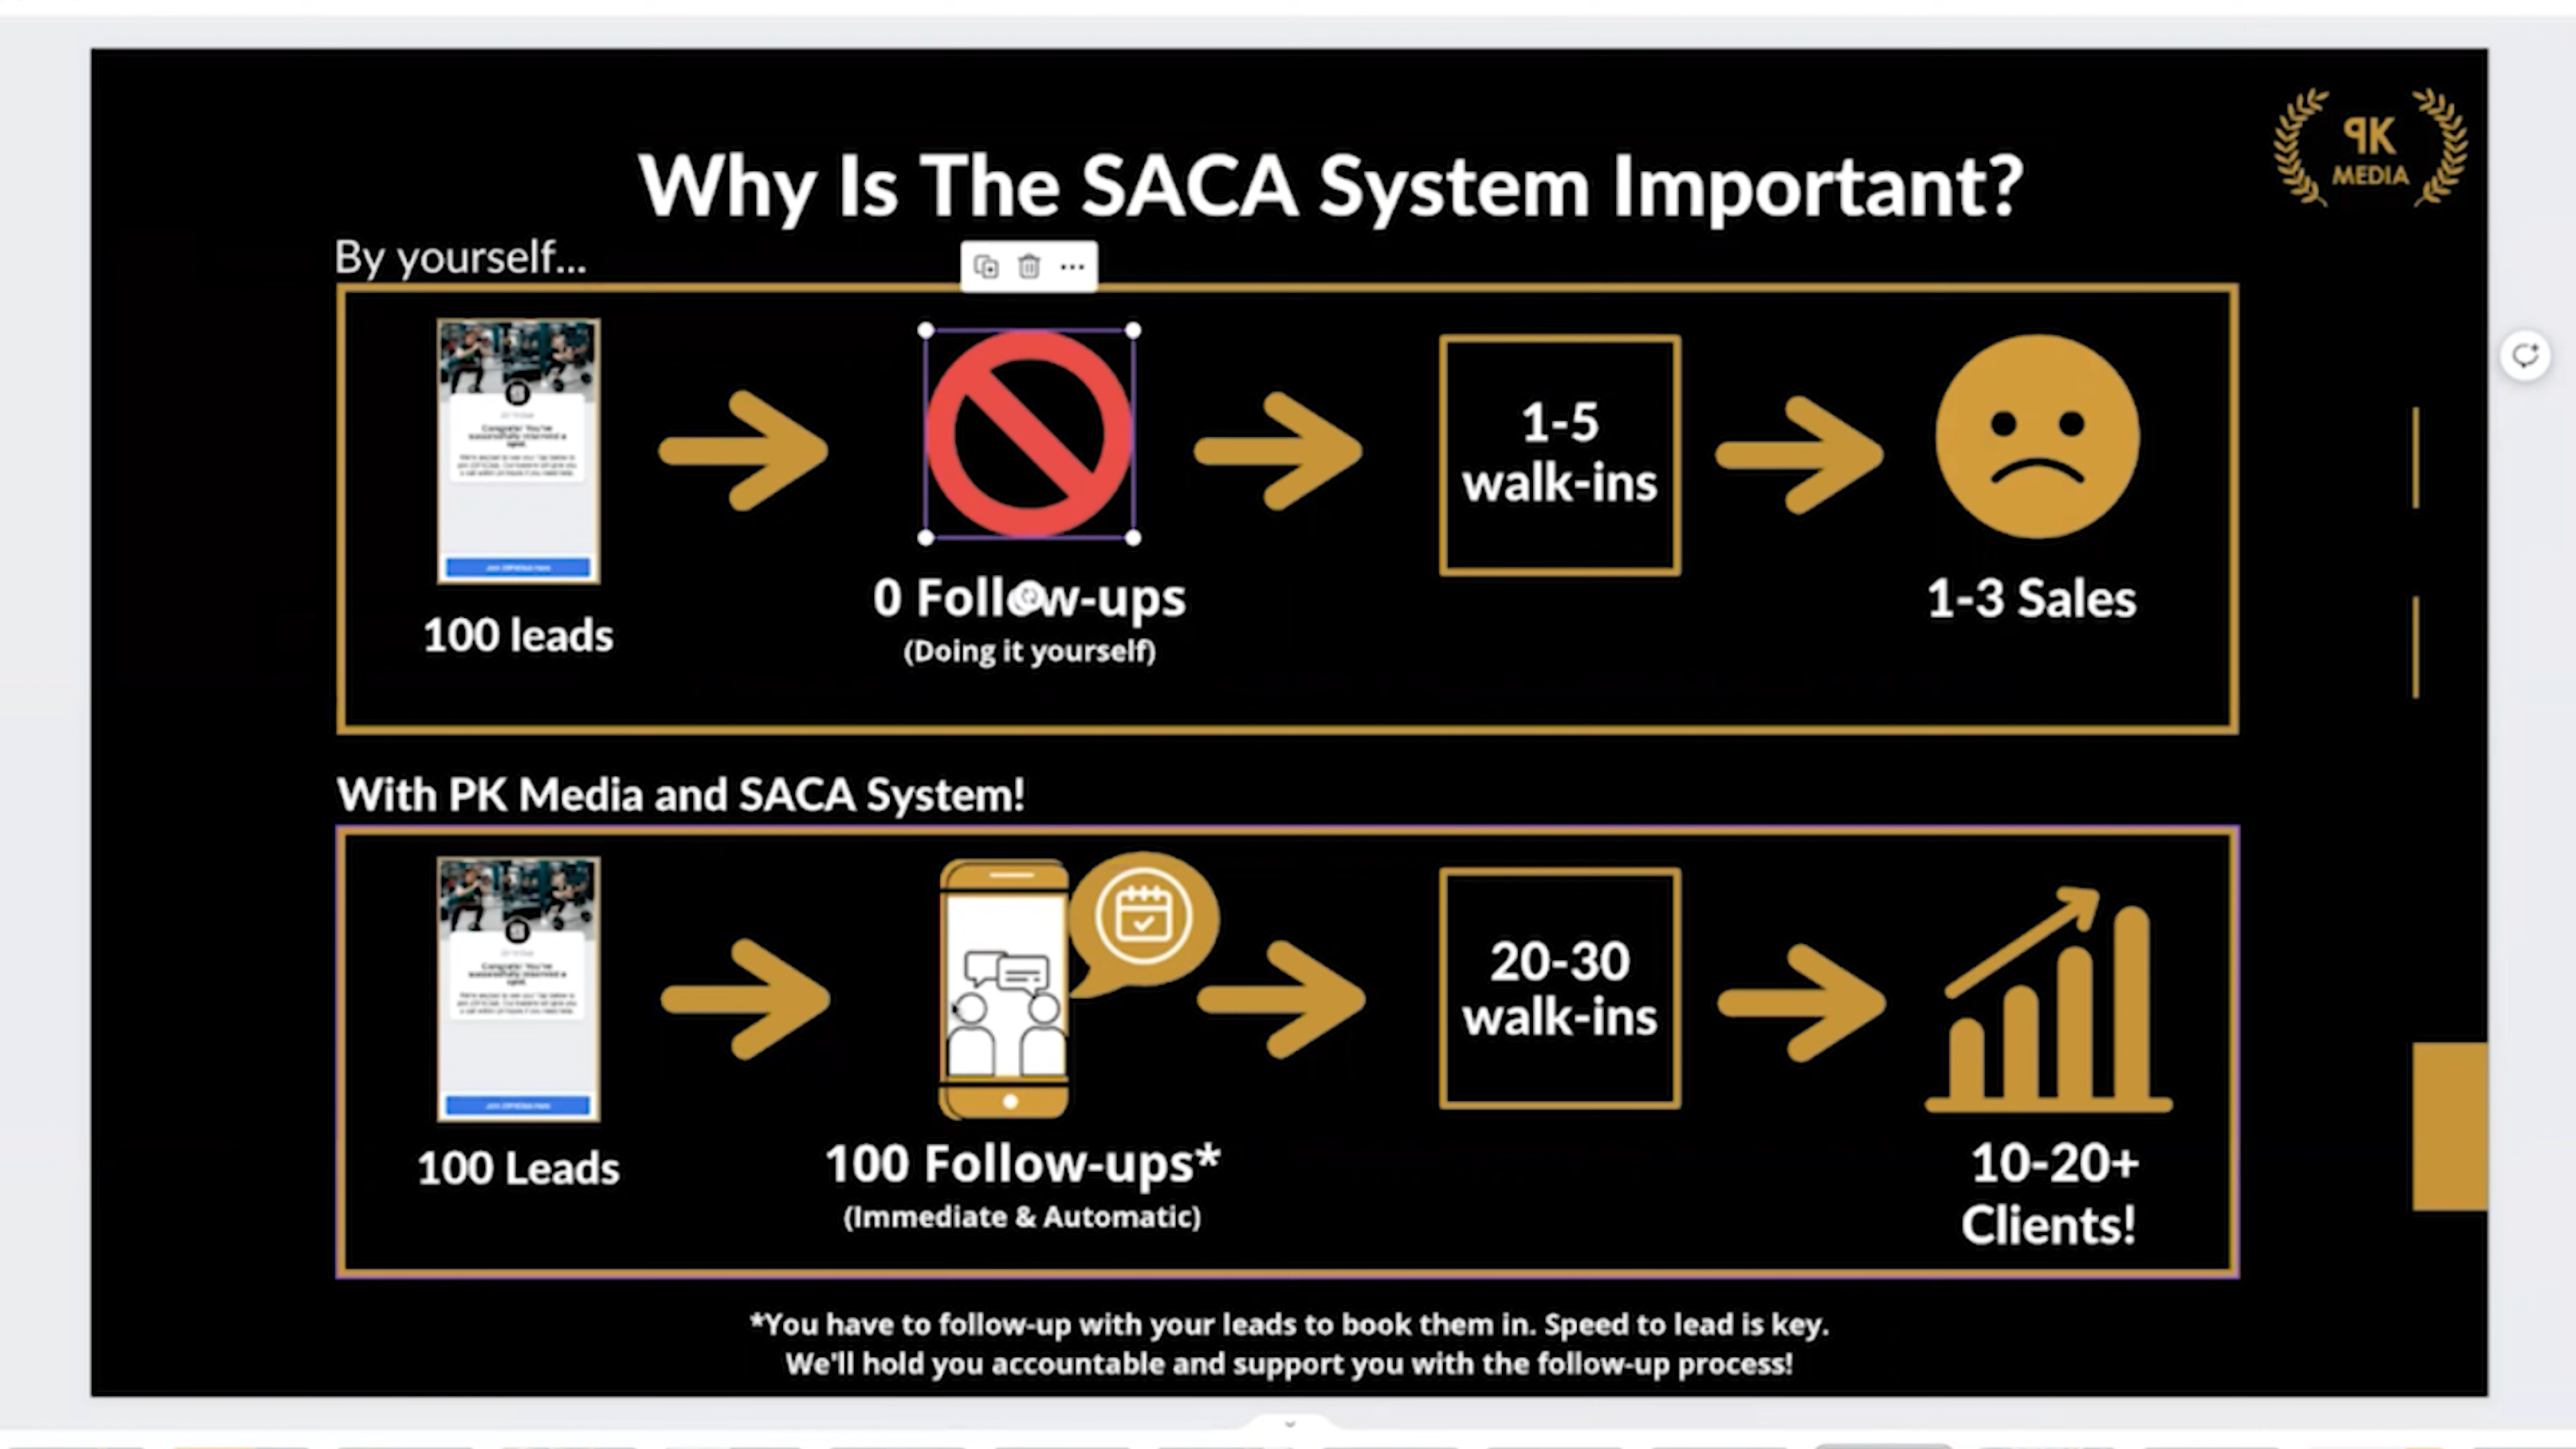 PK
MEDIA
Why Is The SACA System Important?
By yourself...
1-5
walk-ins
0 Follow-ups
1-3 Sales
100 leads
(Doing it yourself)
With PK Media and SACA System!
20-30
walk-ins
100 Leads
100 Follow-ups*
10-20+
(Immediate & Automatic)
Clients!
*You have to follow-up with your leads to book them in. Speed to lead is key.
We'll hold you accountable and support you with the follow-up process!